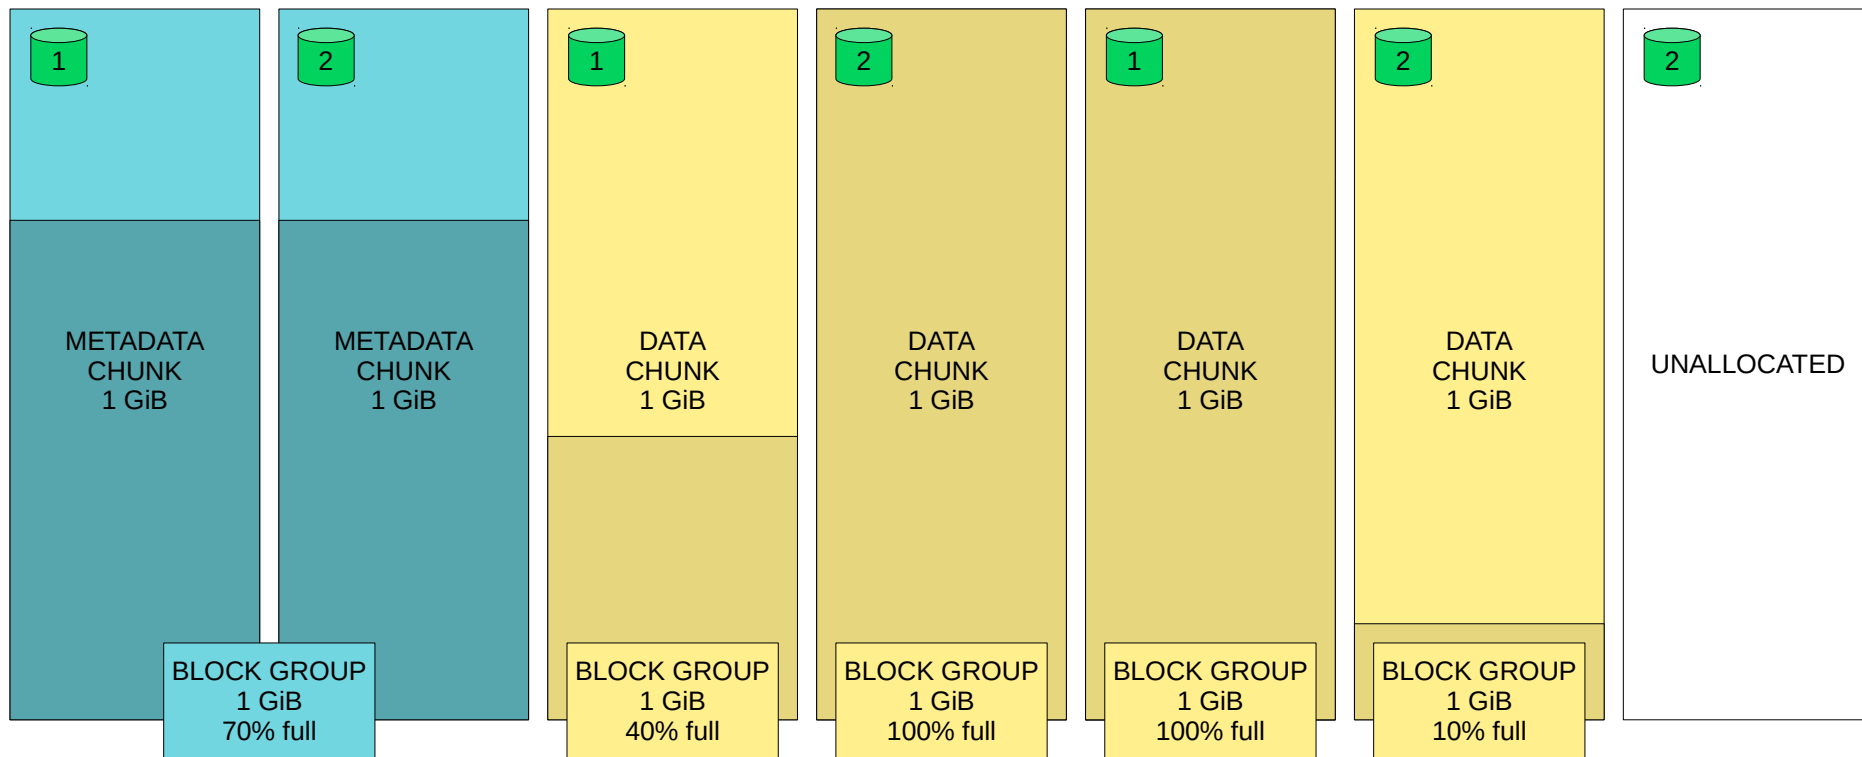 1
2
1
2
1
2
2
METADATA
CHUNK
1 GiB
METADATA
CHUNK
1 GiB
DATA
CHUNK
1 GiB
DATA
CHUNK
1 GiB
DATA
CHUNK
1 GiB
DATA
CHUNK
1 GiB
UNALLOCATED
BLOCK GROUP
1 GiB
70% full
BLOCK GROUP
1 GiB
40% full
BLOCK GROUP
1 GiB
100% full
BLOCK GROUP
1 GiB
100% full
BLOCK GROUP
1 GiB
10% full